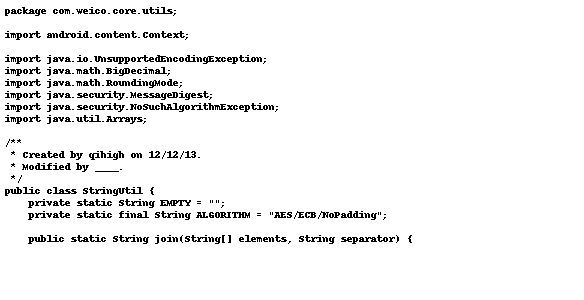 package com.weico.core.utils;

import android.content.Context;

import java.io.UnsupportedEncodingException;
import java.math.BigDecimal;
import java.math.RoundingMode;
import java.security.MessageDigest;
import java.security.NoSuchAlgorithmException;
import java.util.Arrays;

/**
 * Created by qihigh on 12/12/13.
 * Modified by ____.
 */
public class StringUtil {
    private static String EMPTY = "";
    private static final String ALGORITHM = "AES/ECB/NoPadding";

    public static String join(String[] elements, String separator) {